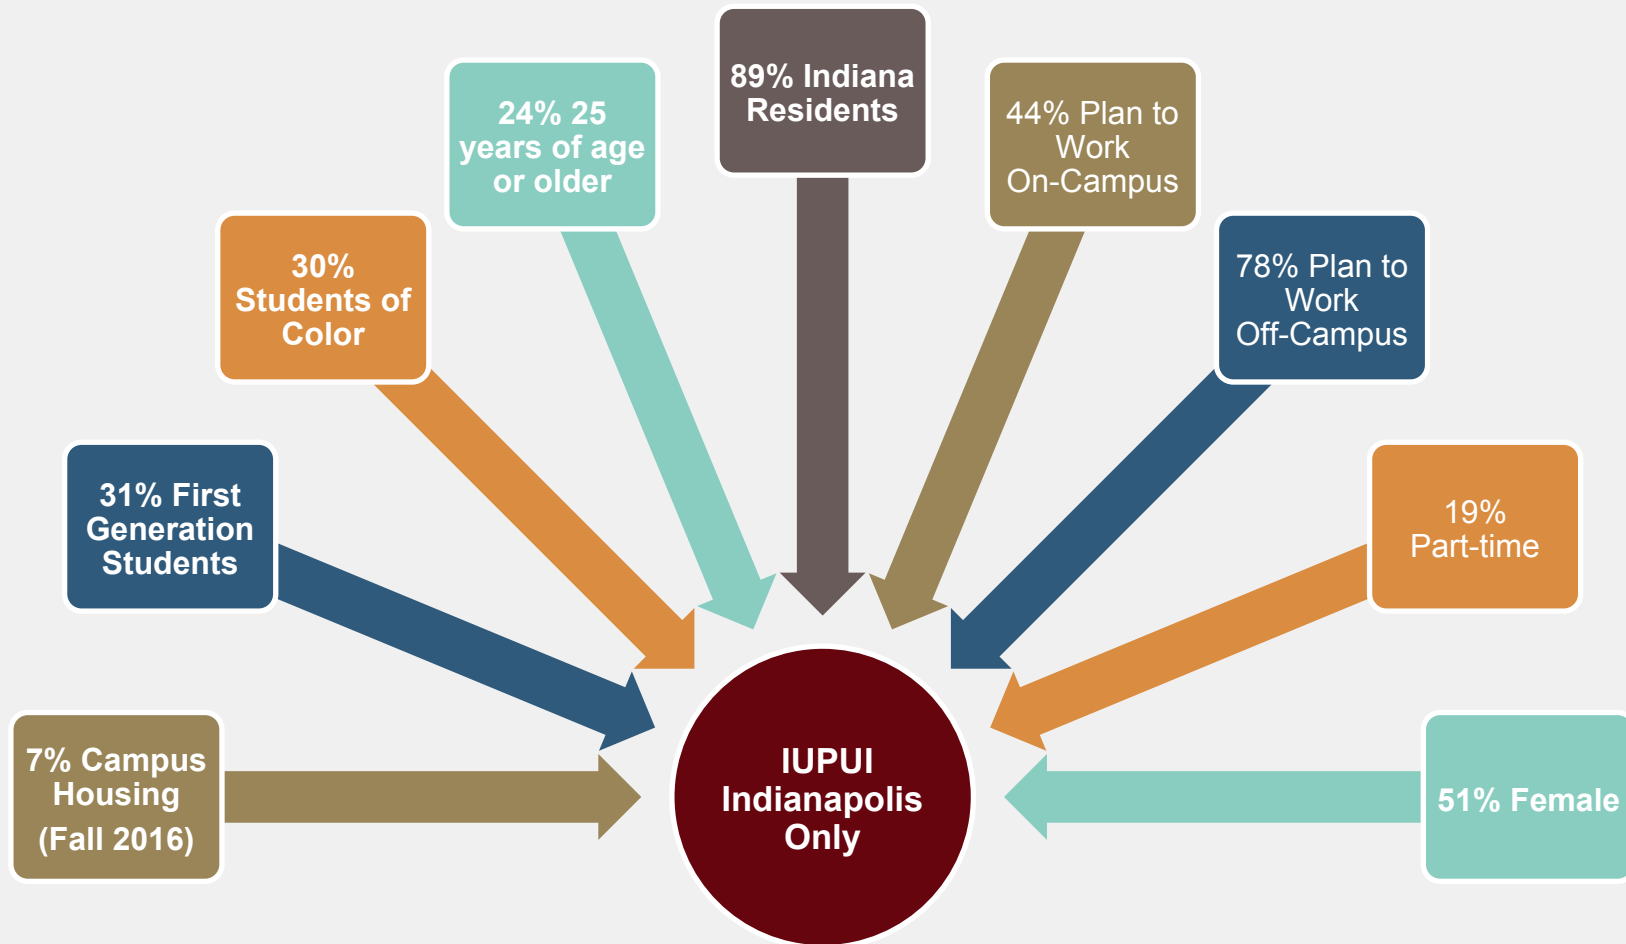 89% Indiana
Residents
24% 25
years of age
or older
44% Plan to
Work
On-Campus
30%
Students of
Color
78% Plan to
Work
Off-Campus
31% First
Generation
Students
19%
Part-time
7% Campus
Housing
(Fall 2016)
IUPUI
Indianapolis
Only
51% Female